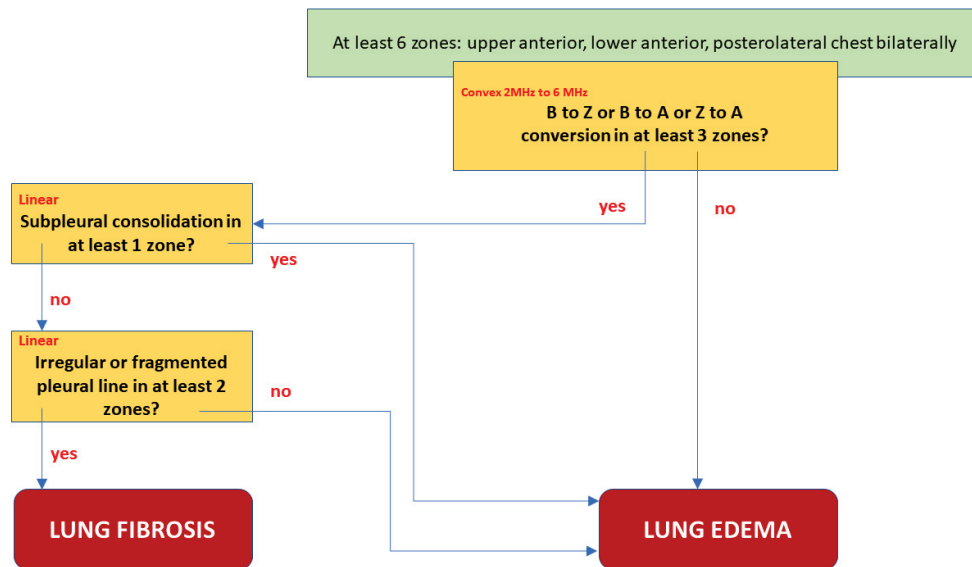 At least 6 zones: upper anterior, lower anterior, posterolateral chest bilaterally
Convex 2MHz to 6 MHz
B to Z or B to A or Z to A
conversion in at least 3 zones?
yes
no
Linear
Subpleural consolidation in
at least 1 zone?
yes
no
Linear
Irregular or fragmented
pleural line in at least 2
zones?
no
yes
LUNG FIBROSIS
LUNG EDEMA